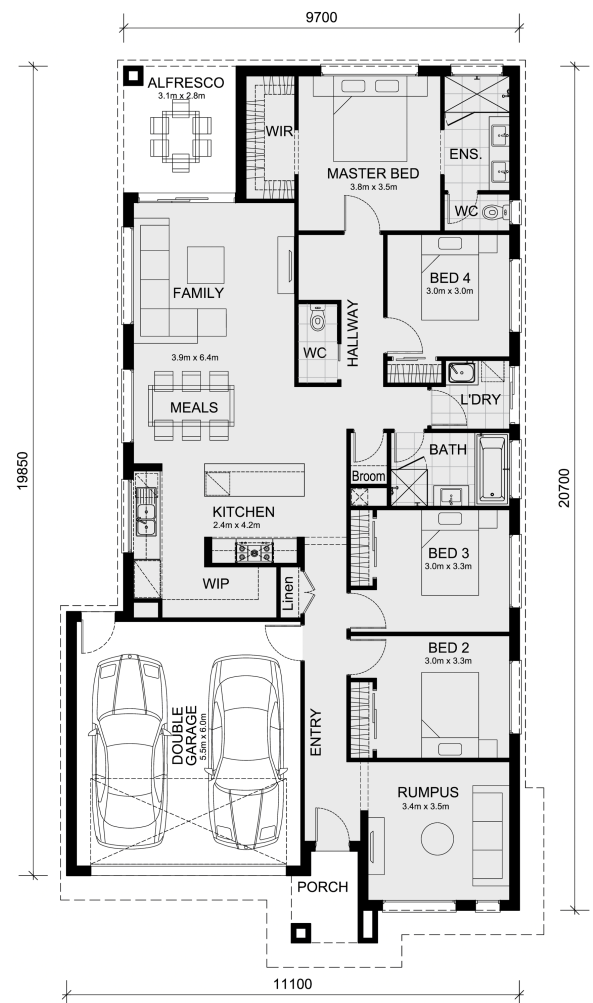 9700
ALFRESCO
3.1m x 2.8m
WIR
MASTER BED
3.8m x 3.5m
ENS.
WC
BED 4
3.0m x 3.0m
FAMILY
HALLWAY
WC
3.9m x 6.4m
MEALS
L'DRY
BATH
Broom
19850
20700
KITCHEN
2.4m x 4.2m
BED 3
3.0m x 3.3m
WIP
Linen
BED 2
3.0m x 3.3m
DOUBLE
GARAGE
5.5m x 6.0m
ENTRY
RUMPUS
3.4m x 3.5m
PORCH
11100